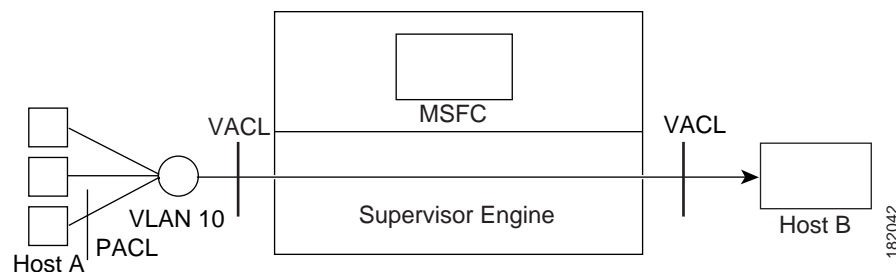 MSFC
VACL
VACL
VLAN 10
Supervisor Engine
Host B
PACL
Host A
182042